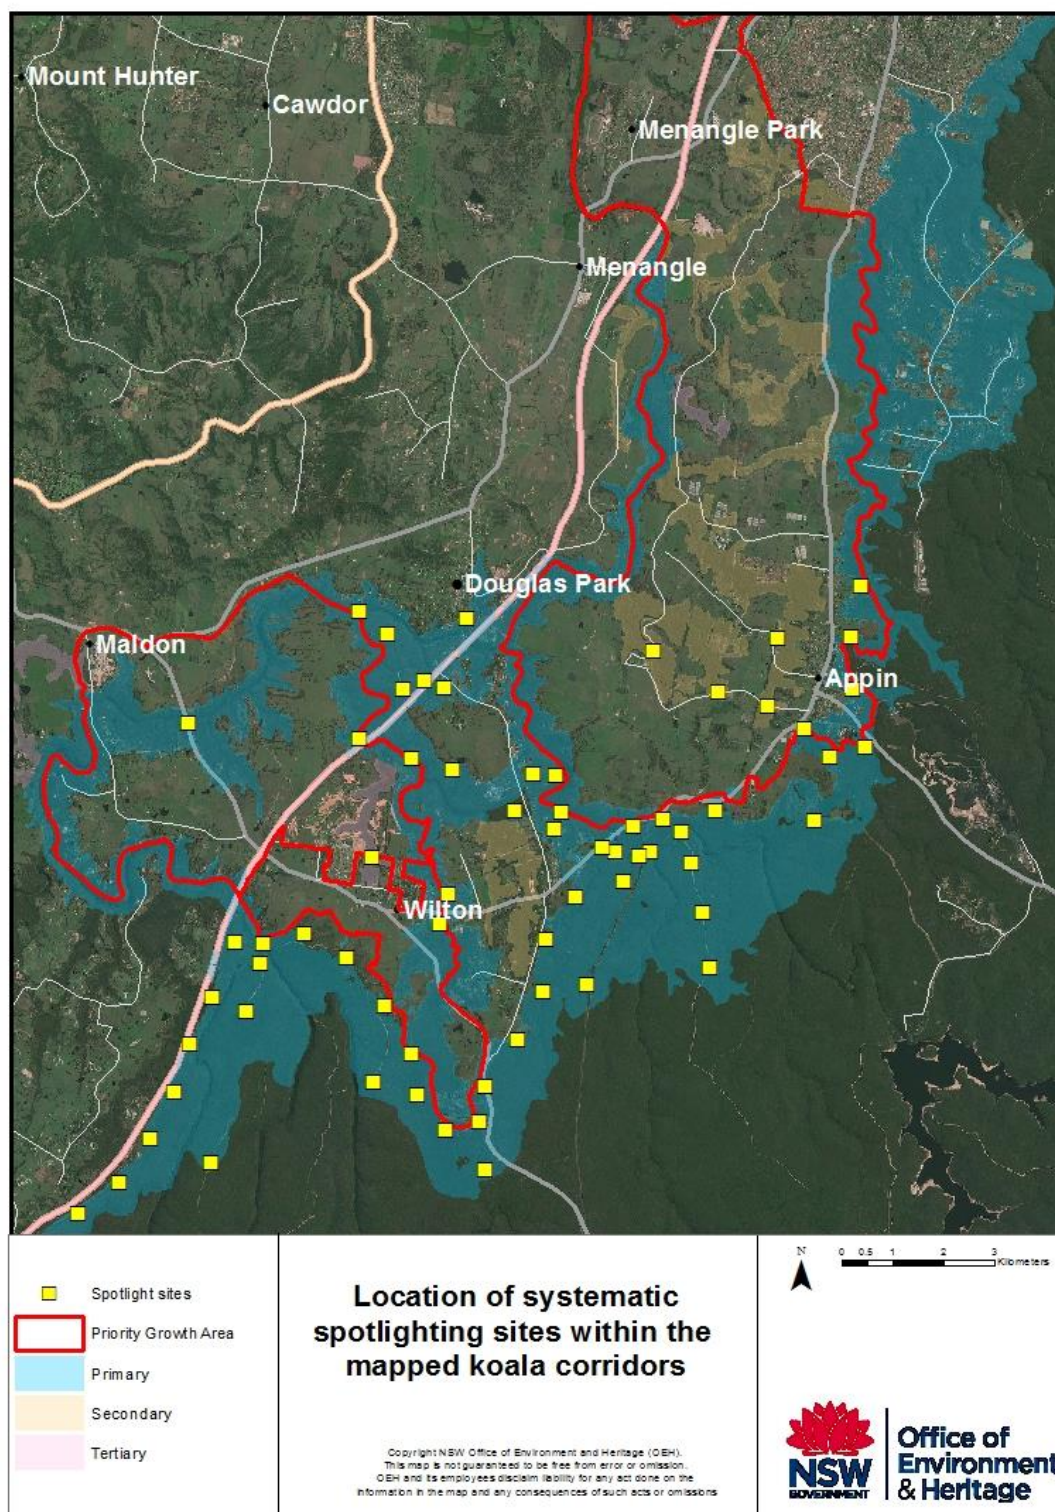 Mount Hunter
Cawdor
Menangle Park
Menangle
Douglas Park
Maldon
Appin
Wilton
Spotlight sites
Priority Growth Area
Primary
Secondary
Tertiary
Location of systematic
spotlighting sites within the
mapped koala corridors
Copyright NSW Office of Environment and Heritage (OEH).
This map is not guaranteed to be free from error or omission.
OEH and its employees disclaim liability for any act done on the
information in the map and any consequences of such acts or omissions
N
0 0.5 1 2 3
Kilometers
NSW
GOVERNMENT
Office of
Environment
& Heritage